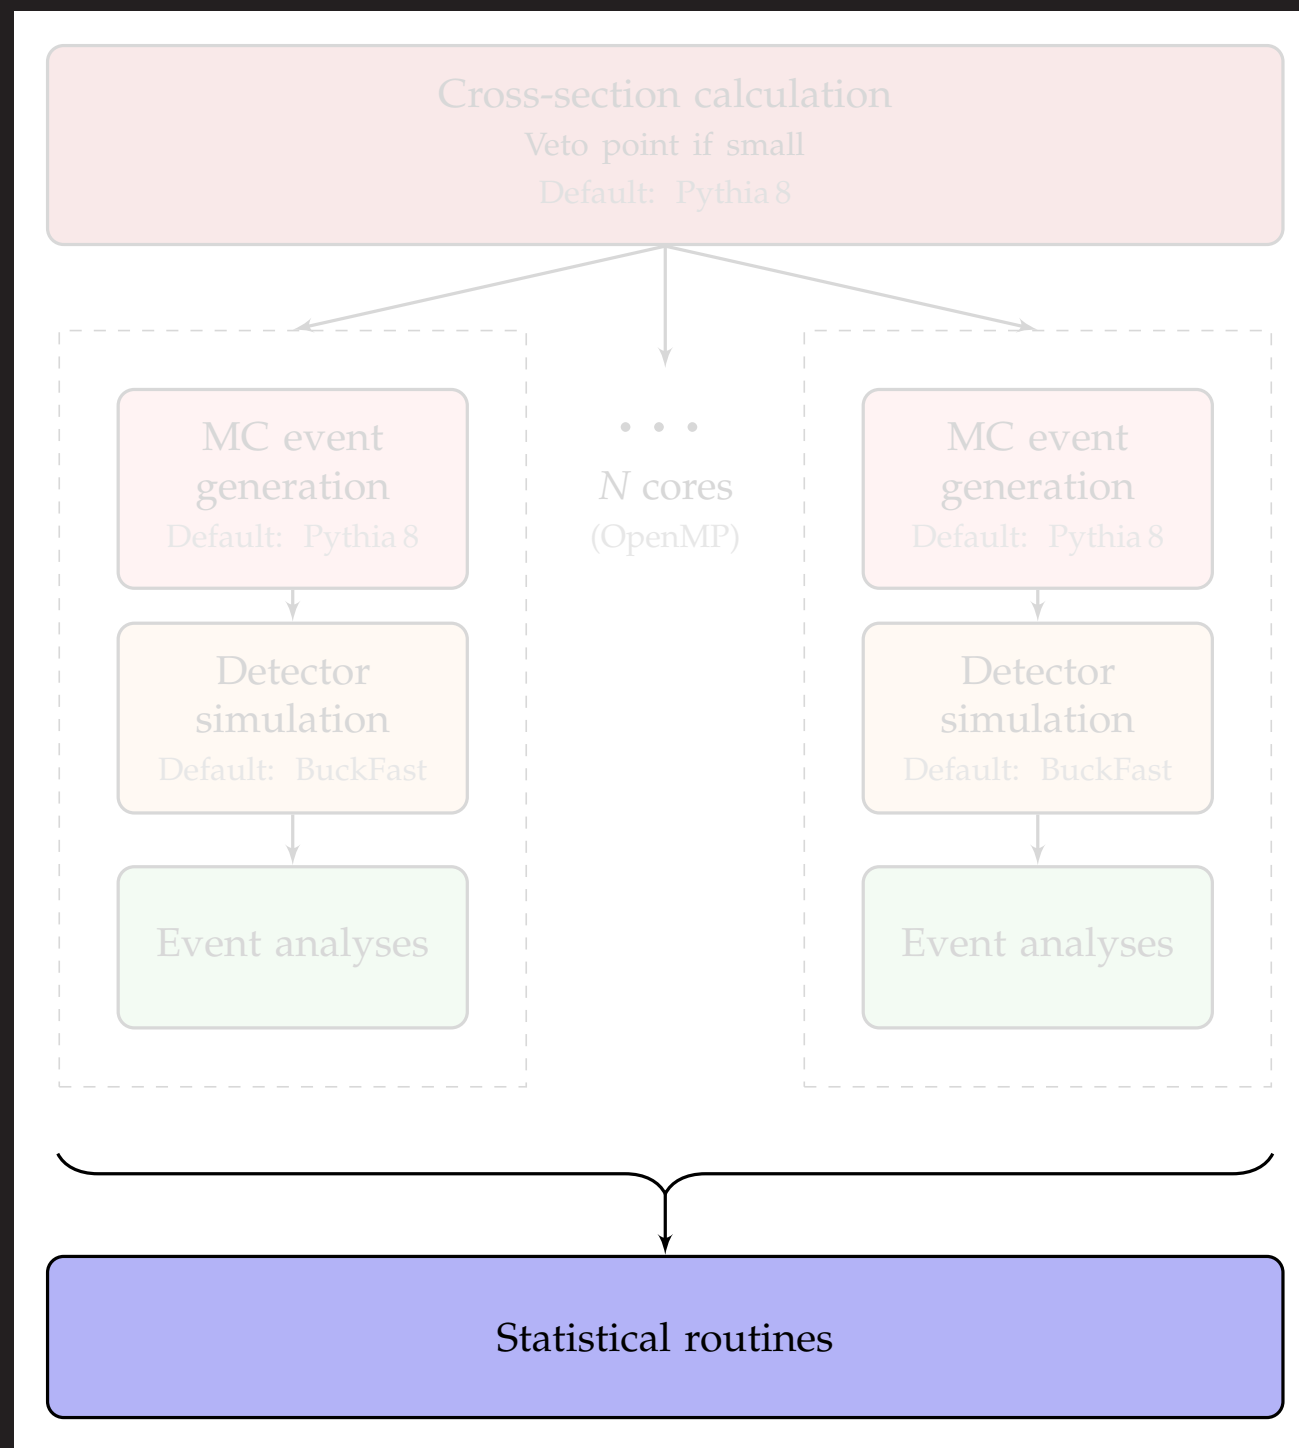 Cross-section calculation
Veto point if small
Default: Pythia 8
MC event
generation
Default: Pythia 8
Detector
simulation
Default: BuckFast
Event analyses
. . .
N cores
(OpenMP)
MC event
generation
Default: Pythia 8
Detector
simulation
Default: BuckFast
Event analyses
Statistical routines